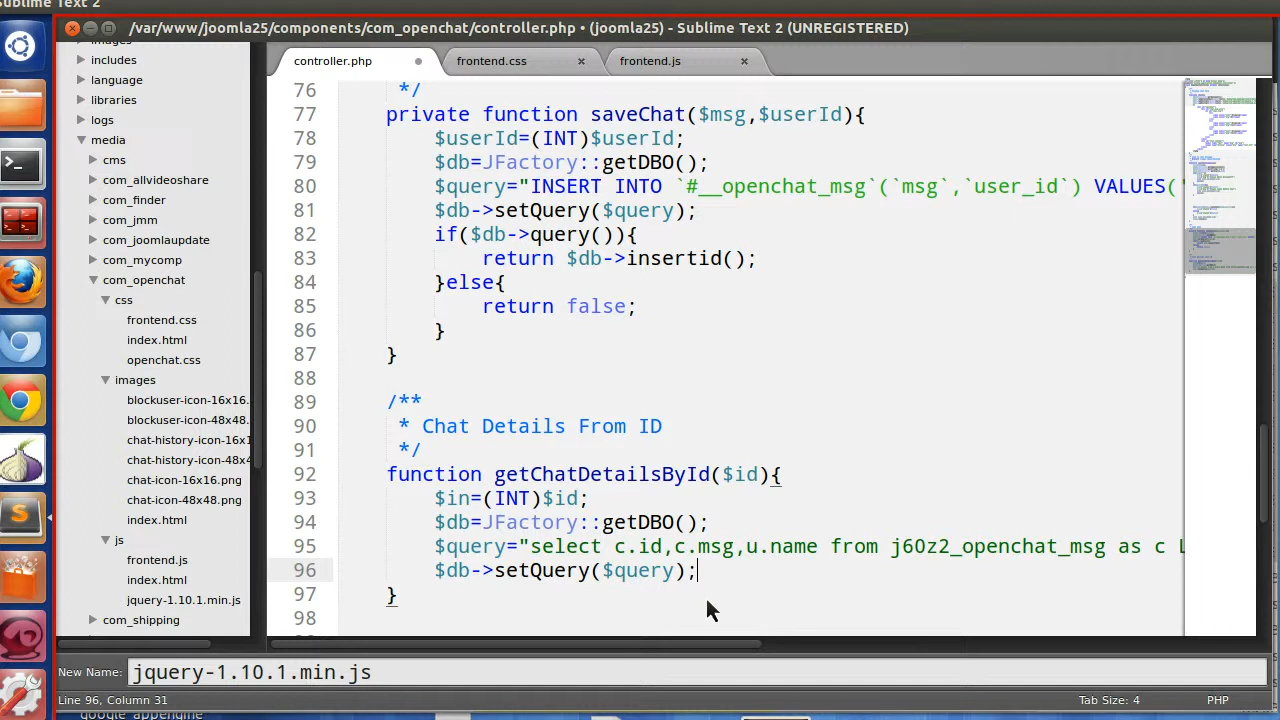 Sublime Text 2
/var/www/joomla25/components/com_openchat/controller.php • (joomla25) - Sublime Text 2 (UNREGISTERED)
controller.php
frontend.css
frontend.js
images
includes
language
libraries
logs
media
cms
com_allvideoshare
com_finder
com_jmm
com_joomlaupdate
com_mycomp
com_openchat
css
frontend.css
index.html
openchat.css
images
blockuser-icon-16x16.
blockuser-icon-48x48.
chat-history-icon-16x1
chat-history-icon-48x4
chat-icon-16x16.png
chat-icon-48x48.png
index.html
js
frontend.js
index.html
jquery-1.10.1.min.js
com_shipping
76 */
77 private function saveChat($msg,$userId){
78 $userId=(INT)$userId;
79 $db=JFactory::getDBO();
80 $query="INSERT INTO `#__openchat_msg`(`msg`,`user_id`) VALUES('
81 $db->setQuery($query);
82 if($db->query()){
83 return $db->insertid();
84 }else{
85 return false;
86 }
87 }
88
89 /**
90 * Chat Details From ID
91 */
92 function getChatDetailsById($id){
93 $in=(INT)$id;
94 $db=JFactory::getDBO();
95 $query="select c.id,c.msg,u.name from j60z2_openchat_msg as c L
96 $db->setQuery($query);
97 }
98
New Name: jquery-1.10.1.min.js
Line 96, Column 31
Tab Size: 4
PHP
google appengine